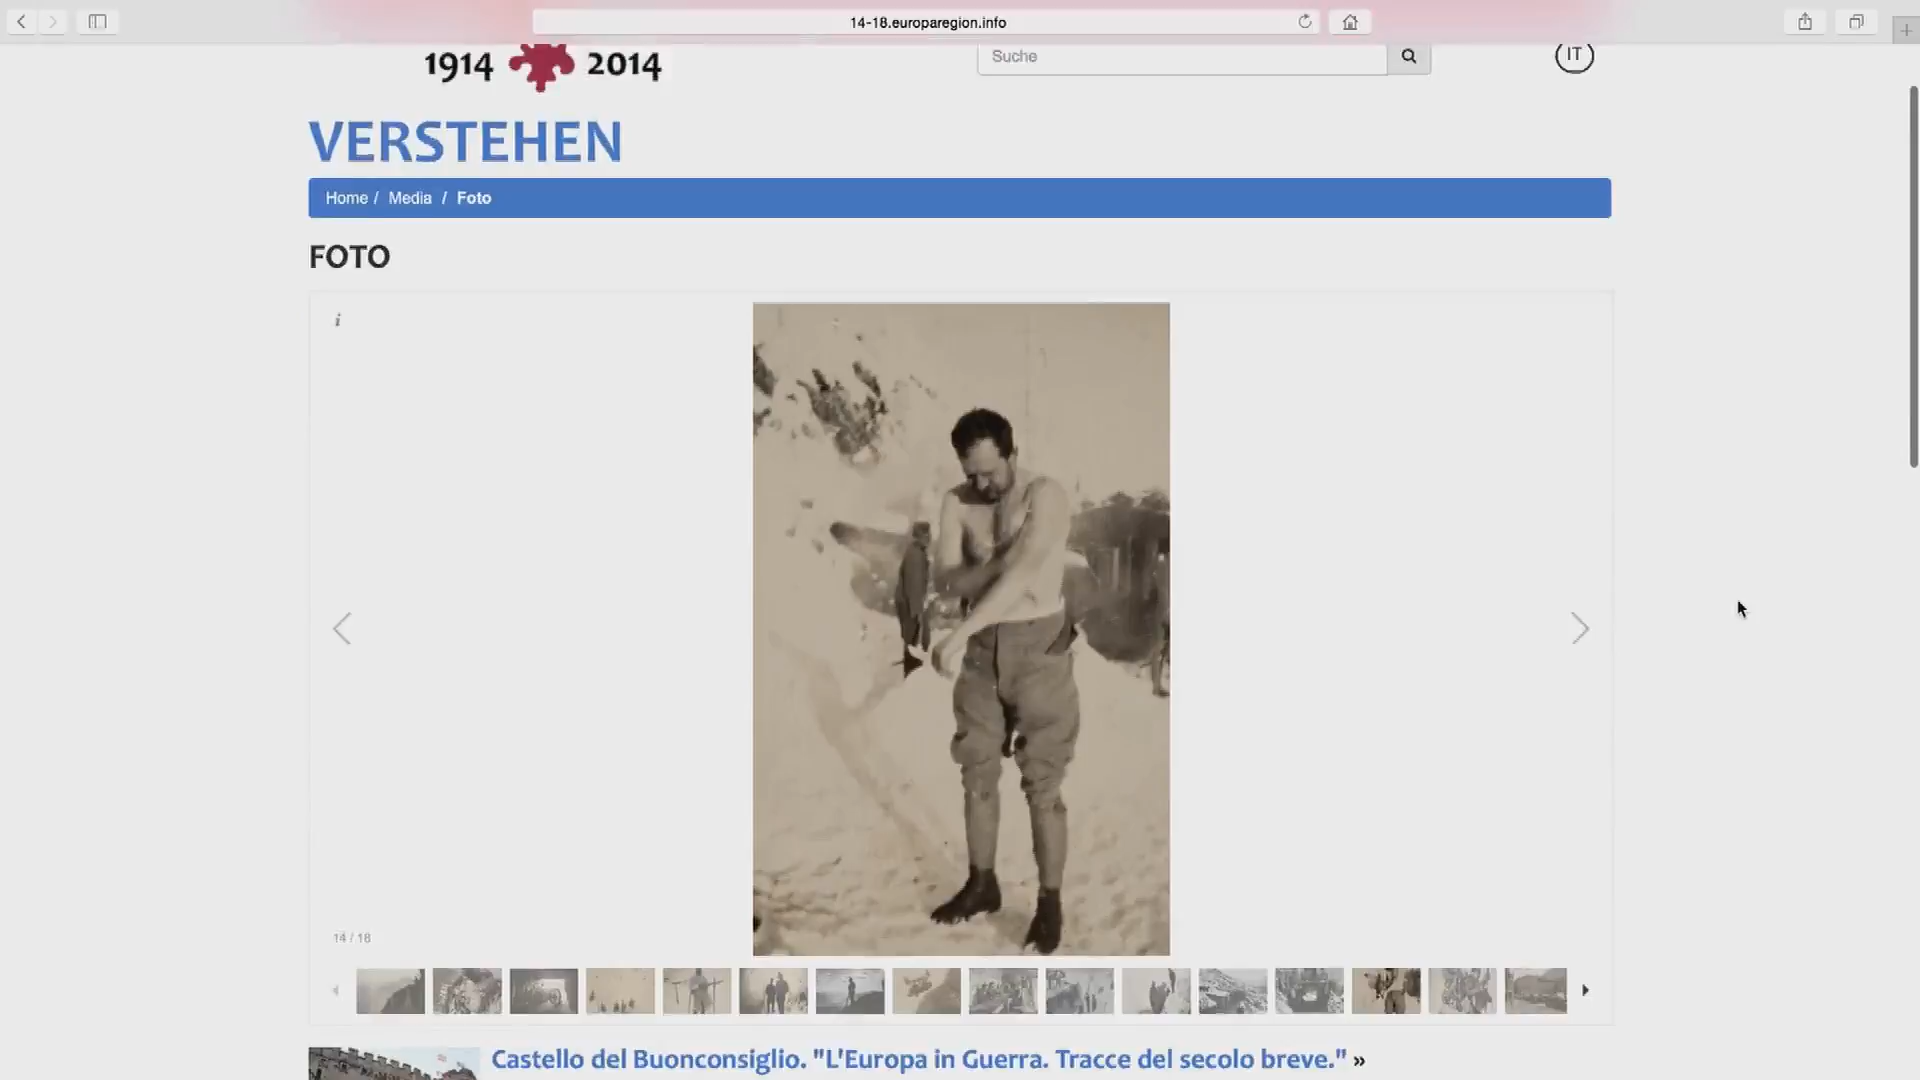 14-18.europaregion.info
1914 2014
Suche
IT
VERSTEHEN
Home / Media / Foto
FOTO
i
14 / 18
Castello del Buonconsiglio. "L'Europa in Guerra. Tracce del secolo breve." »